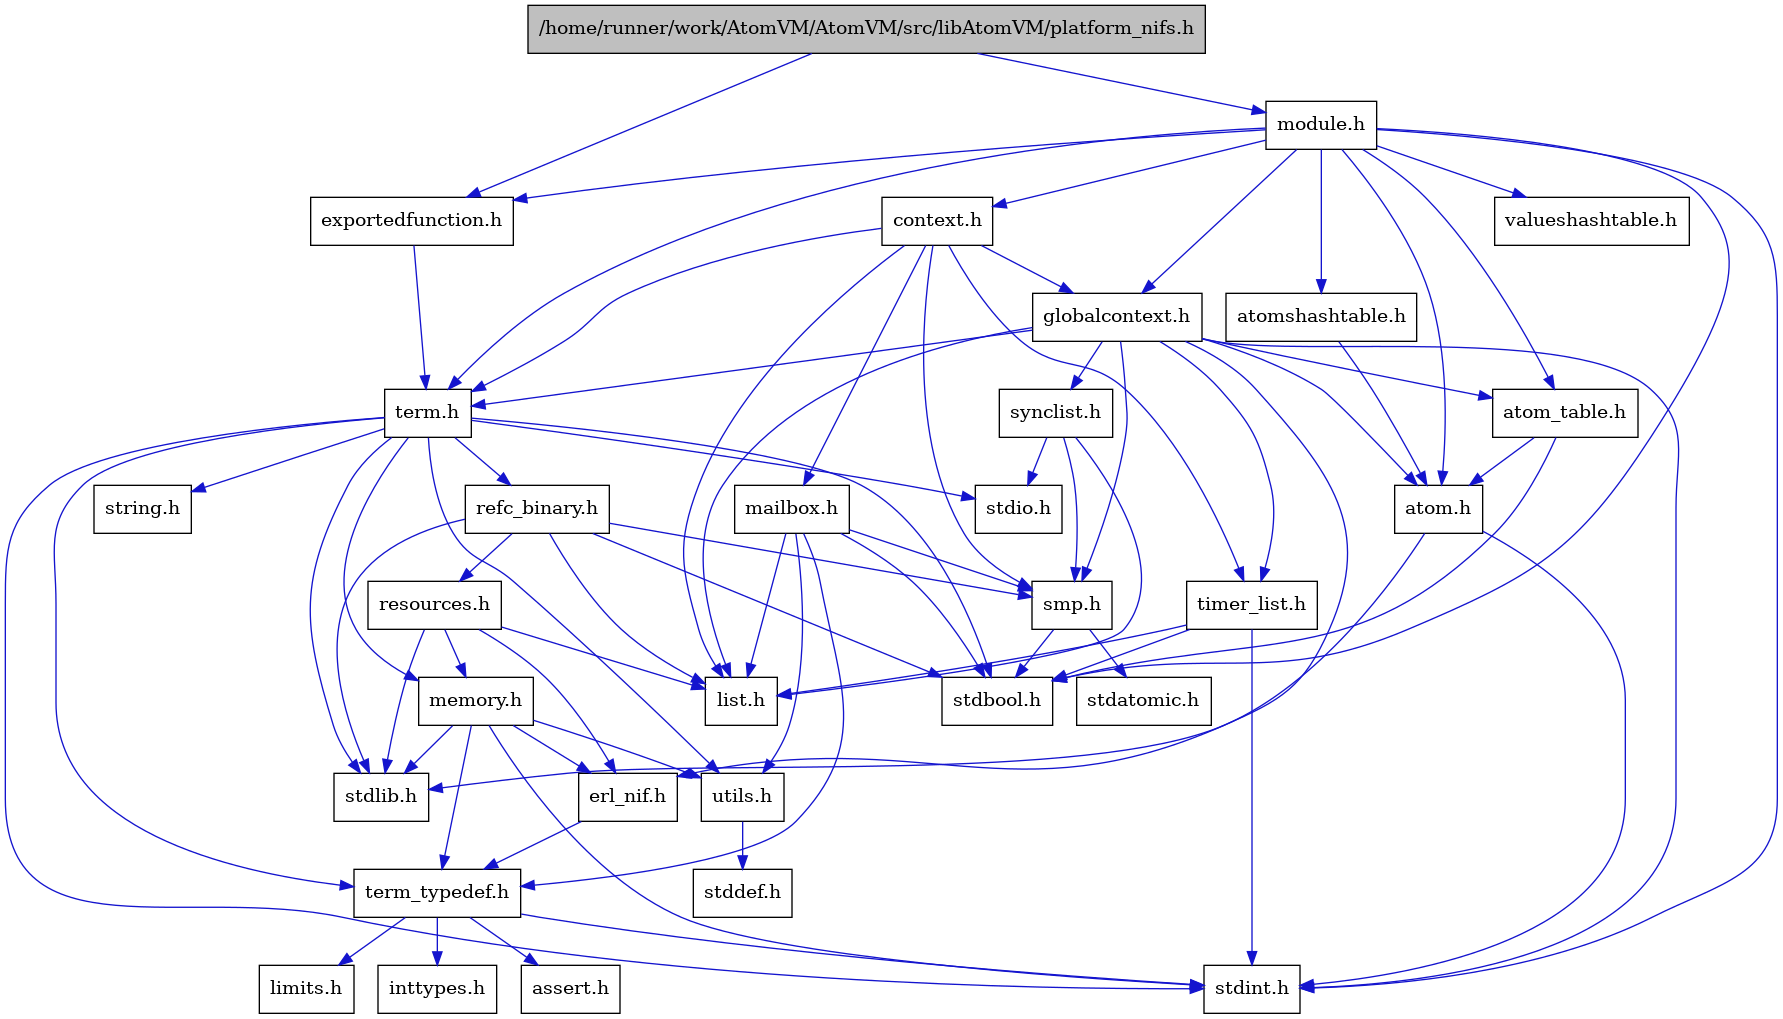 /home/runner/work/AtomVM/AtomVM/src/libAtomVM/platform_nifs.h
module.h
exportedfunction.h
context.h
valueshashtable.h
globalcontext.h
atomshashtable.h
term.h
synclist.h
atom_table.h
string.h
refc_binary.h
mailbox.h
stdio.h
atom.h
resources.h
smp.h
timer_list.h
memory.h
list.h
stdbool.h
stdatomic.h
stdlib.h
erl_nif.h
utils.h
term_typedef.h
stddef.h
limits.h
inttypes.h
assert.h
stdint.h